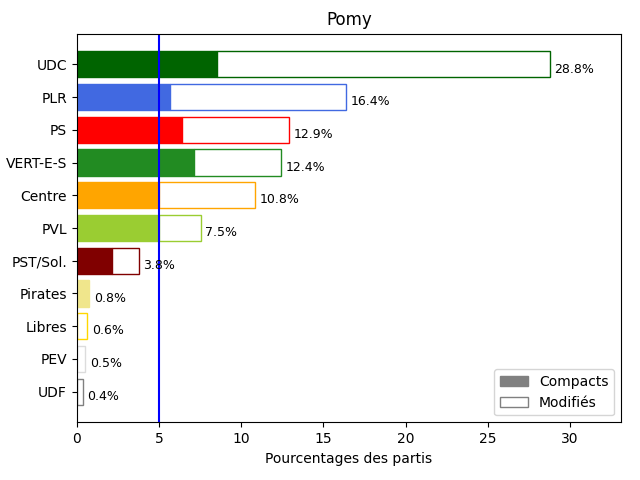 Pomy
UDC 28.8%
PLR 16.4%
PS 12.9%
VERT-E-S 12.4%
Centre 10.8%
PVL 7.5%
PST/Sol. 3.8%
Pirates 0.8%
Libres 0.6%
PEV 0.5%
UDF 0.4%
Compacts
Modifiés
0 5 10 15 20 25 30
Pourcentages des partis